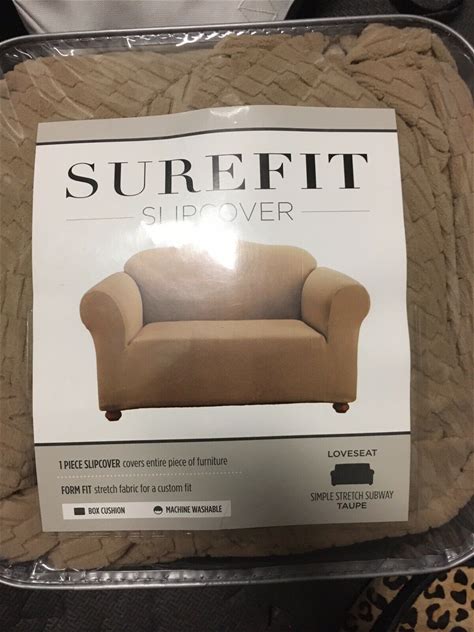 SUREFIT
SLIPCOVER
1 PIECE SLIPCOVER covers entire piece of furniture
FORM FIT stretch fabric for a custom fit
BOX CUSHION
MACHINE WASHABLE
LOVESEAT
SIMPLE STRETCH SUBWAY
TAUPE